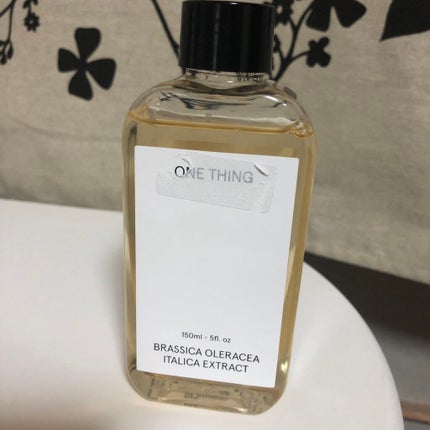 ONE THING
150ml - 5fl. oz
BRASSICA OLERACEA
ITALICA EXTRACT